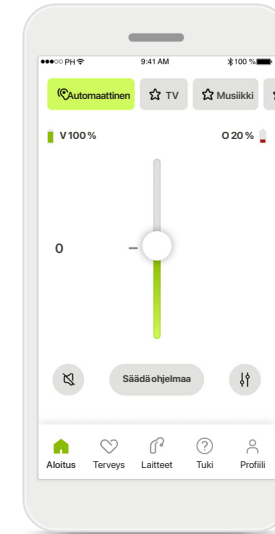 PH 9:41 AM 100 %
Automaattinen TV Musiikki
V 100 % O 20 %
0
Säädä ohjelmaa
Aloitus Terveys Laitteet Tuki Profiili